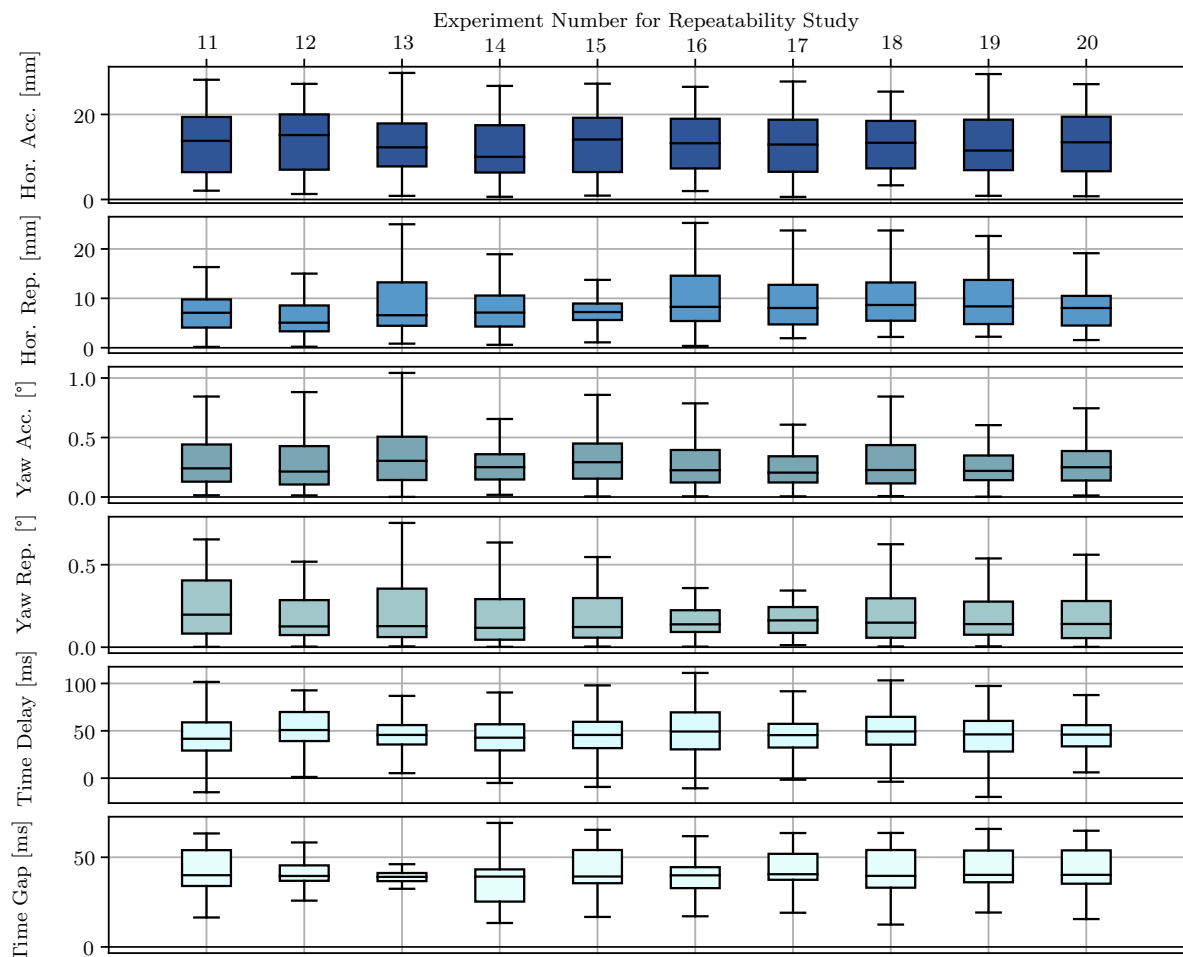 Experiment Number for Repeatability Study
11 12 13 14 15 16 17 18 19 20
Hor. Acc. [mm]
20
0
Hor. Rep. [mm]
20
10
0
Yaw Acc. [°]
1.0
0.5
0.0
Yaw Rep. [°]
0.5
0.0
Time Delay [ms]
100
50
0
Time Gap [ms]
50
0